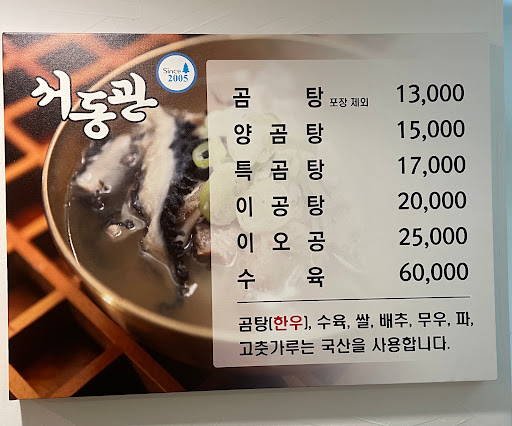 Since
2005
처동관
곰탕 포장 제외 13,000
양곰탕 15,000
특곰탕 17,000
이공탕 20,000
이오공 25,000
수육 60,000
곰탕(한우), 수육, 쌀, 배추, 무우, 파,
고춧가루는 국산을 사용합니다.